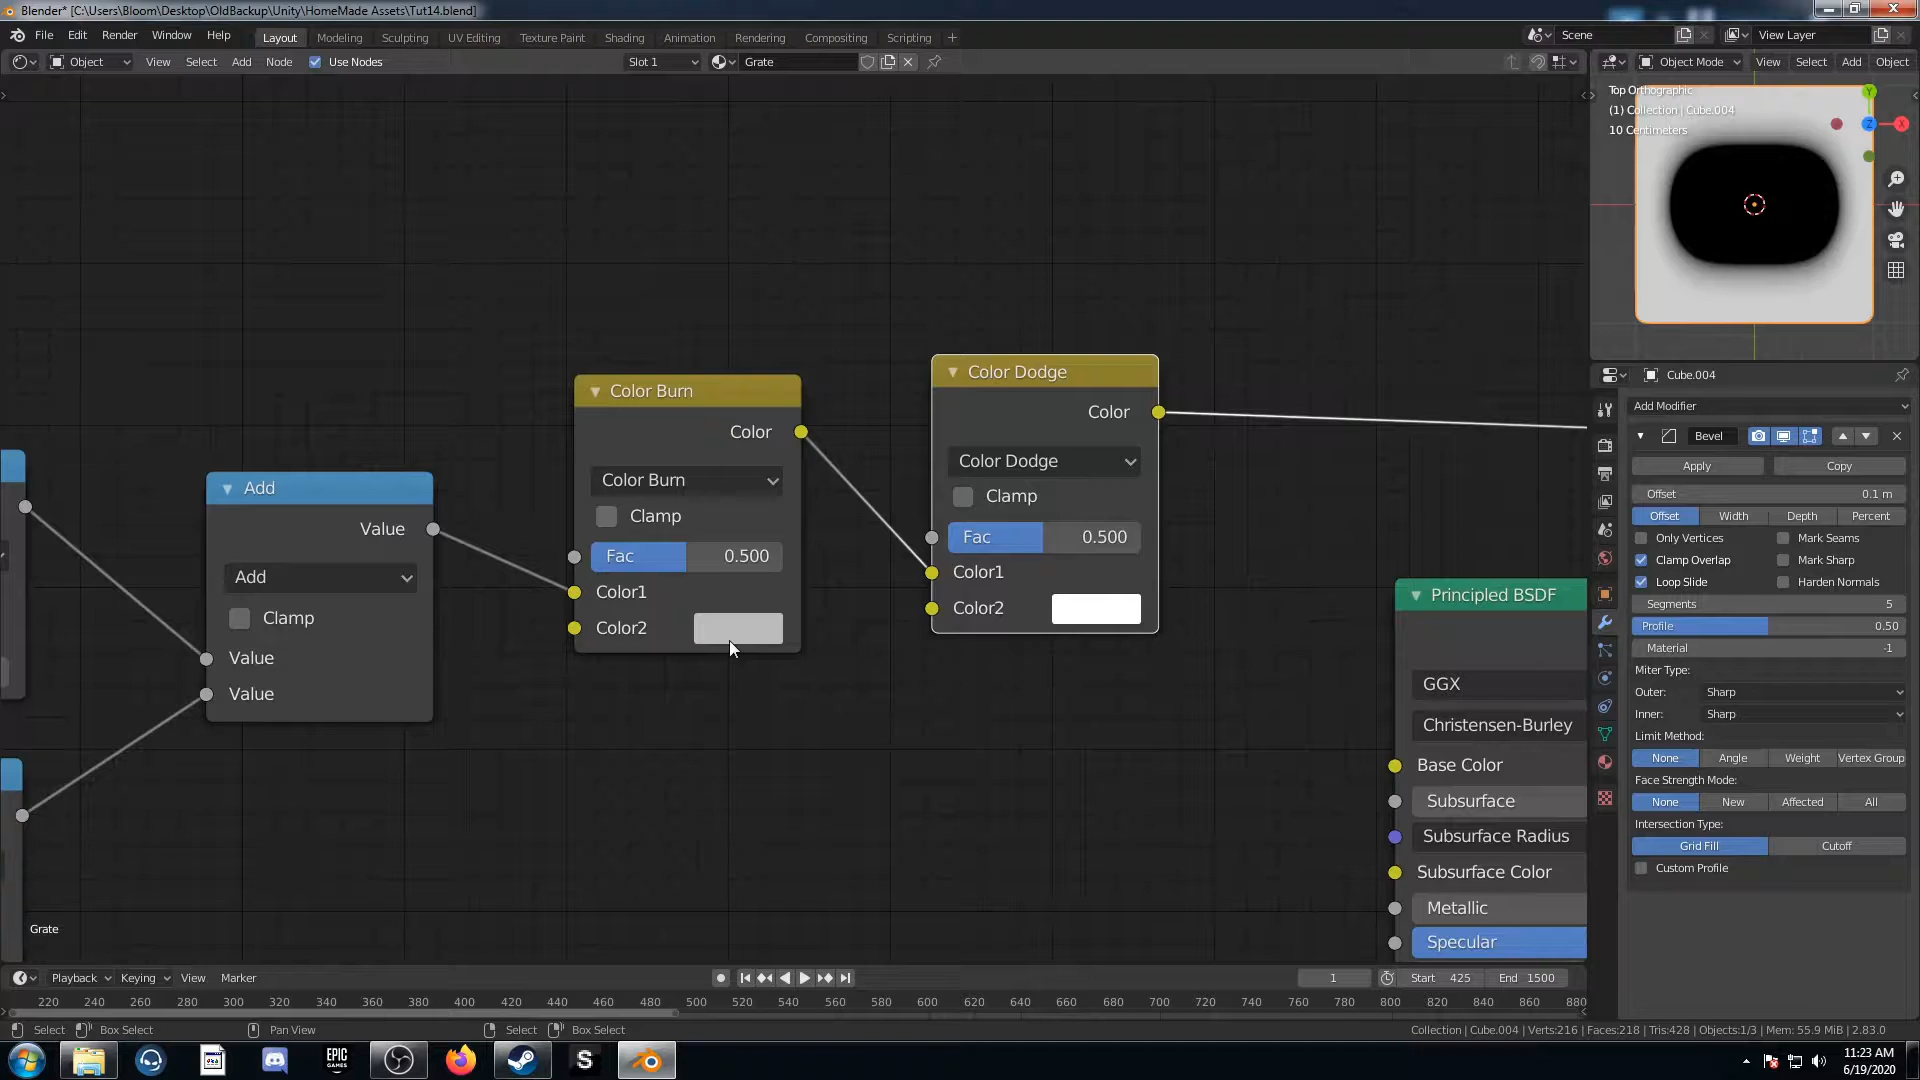 Blender* [C:\Users\Bloom\Desktop\OldBackup\Unity\HomeMade Assets\Tut14.blend]
File Edit Render Window Help Layout Modeling Sculpting UV Editing Texture Paint Shading Animation Rendering Compositing Scripting + Scene View Layer
Object View Select Add Node Use Nodes Slot 1 Grate Object Mode View Select Add Object
Top Orthographic
(1) Collection | Cube.004
10 Centimeters
Y
Z X
Color Burn
Color
Color Burn
Clamp
Fac 0.500
Color1
Color2
Color Dodge
Color
Color Dodge
Clamp
Fac 0.500
Color1
Color2
Add
Value
Add
Clamp
Value
Value
Principled BSDF
GGX
Christensen-Burley
Base Color
Subsurface
Subsurface Radius
Subsurface Color
Metallic
Specular
Grate
Cube.004
Add Modifier
Bevel
Apply Copy
Offset 0.1 m
Offset Width Depth Percent
Only Vertices Mark Seams
Clamp Overlap Mark Sharp
Loop Slide Harden Normals
Segments 5
Profile 0.50
Material -1
Miter Type:
Outer: Sharp
Inner: Sharp
Limit Method:
None Angle Weight Vertex Group
Face Strength Mode:
None New Affected All
Intersection Type:
Grid Fill Cutoff
Custom Profile
Playback Keying View Marker 1 Start 425 End 1500
220 240 260 280 300 320 340 360 380 400 420 440 460 480 500 520 540 560 580 600 620 640 660 680 700 720 740 760 780 800 820 840 860 880
Select Box Select Pan View Select Box Select Collection | Cube.004 | Verts:216 | Faces:218 | Tris:428 | Objects:1/3 | Mem: 55.9 MiB | 2.83.0
EPIC GAMES
S
11:23 AM
6/19/2020